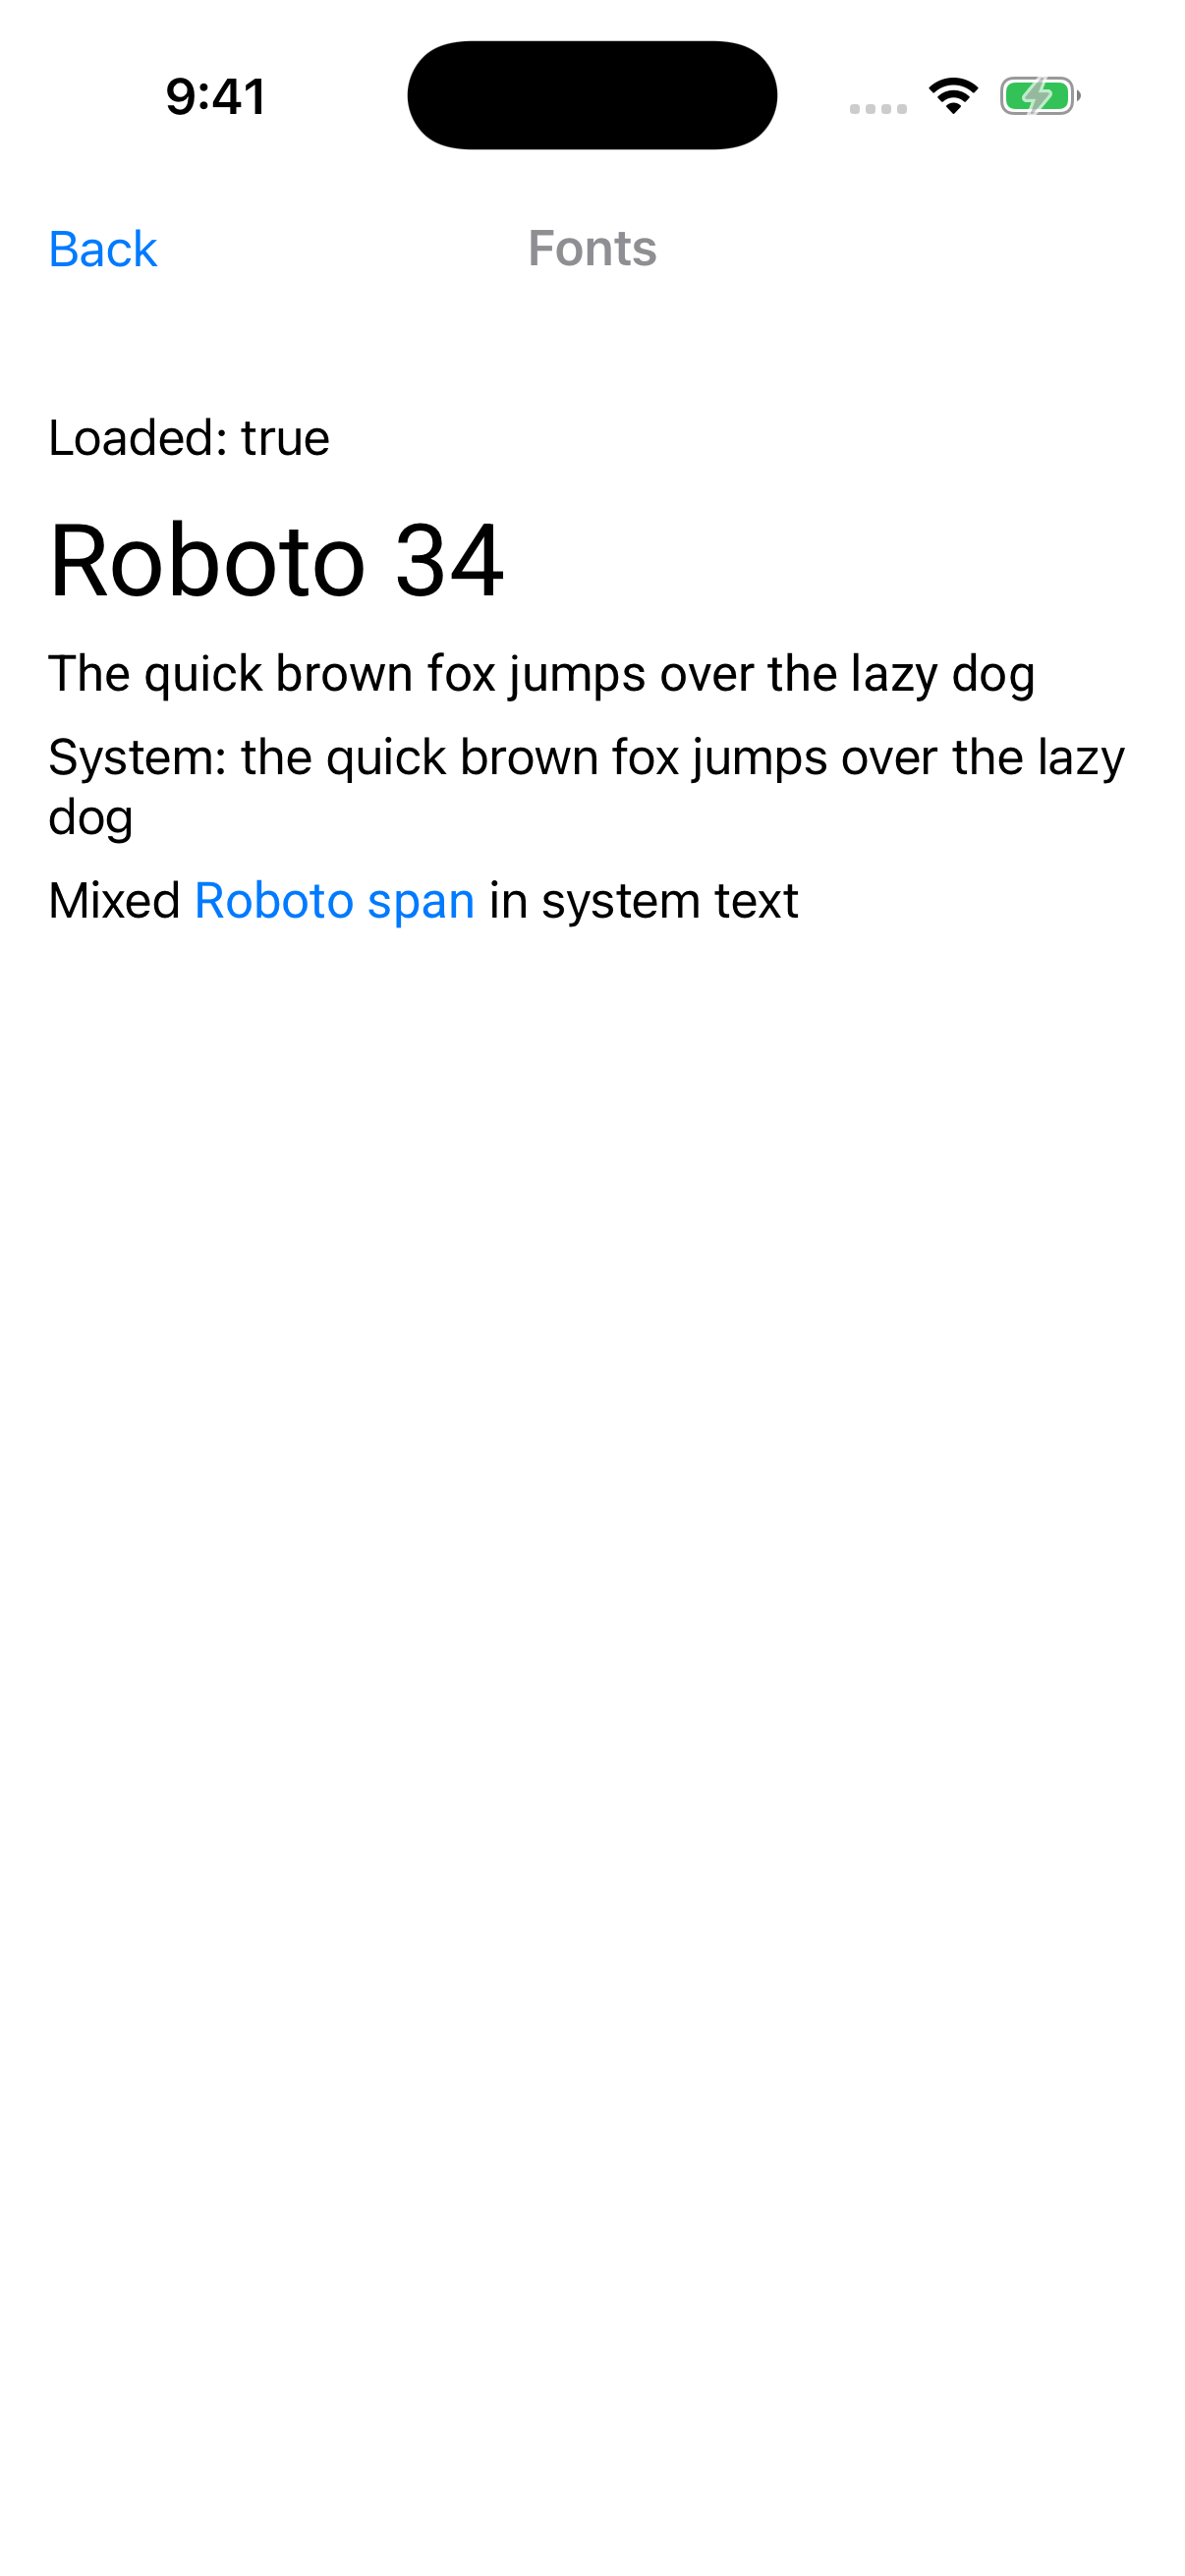 9:41
Back
Fonts
Loaded: true
Roboto 34
The quick brown fox jumps over the lazy dog
System: the quick brown fox jumps over the lazy
dog
Mixed Roboto span in system text